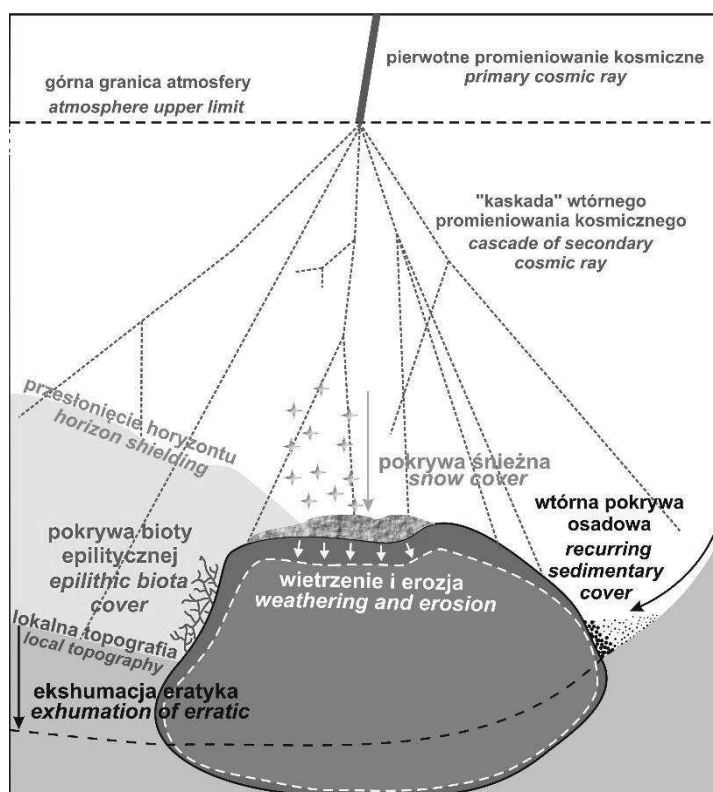 pierwotne promieniowanie kosmiczne
primary cosmic ray
górna granica atmosfery
atmosphere upper limit
"kaskada" wtórnego
promieniowania kosmicznego
cascade of secondary
cosmic ray
przesłonięcie horyzontu
horizon shielding
pokrywa śnieżna
snow cover
wtórna pokrywa
osadowa
recurring
sedimentary
cover
pokrywa bioty
epilitycznej
epilithic biota
cover
wietrzenie i erozja
weathering and erosion
lokalna topografia
local topography
ekshumacja eratyka
exhumation of erratic